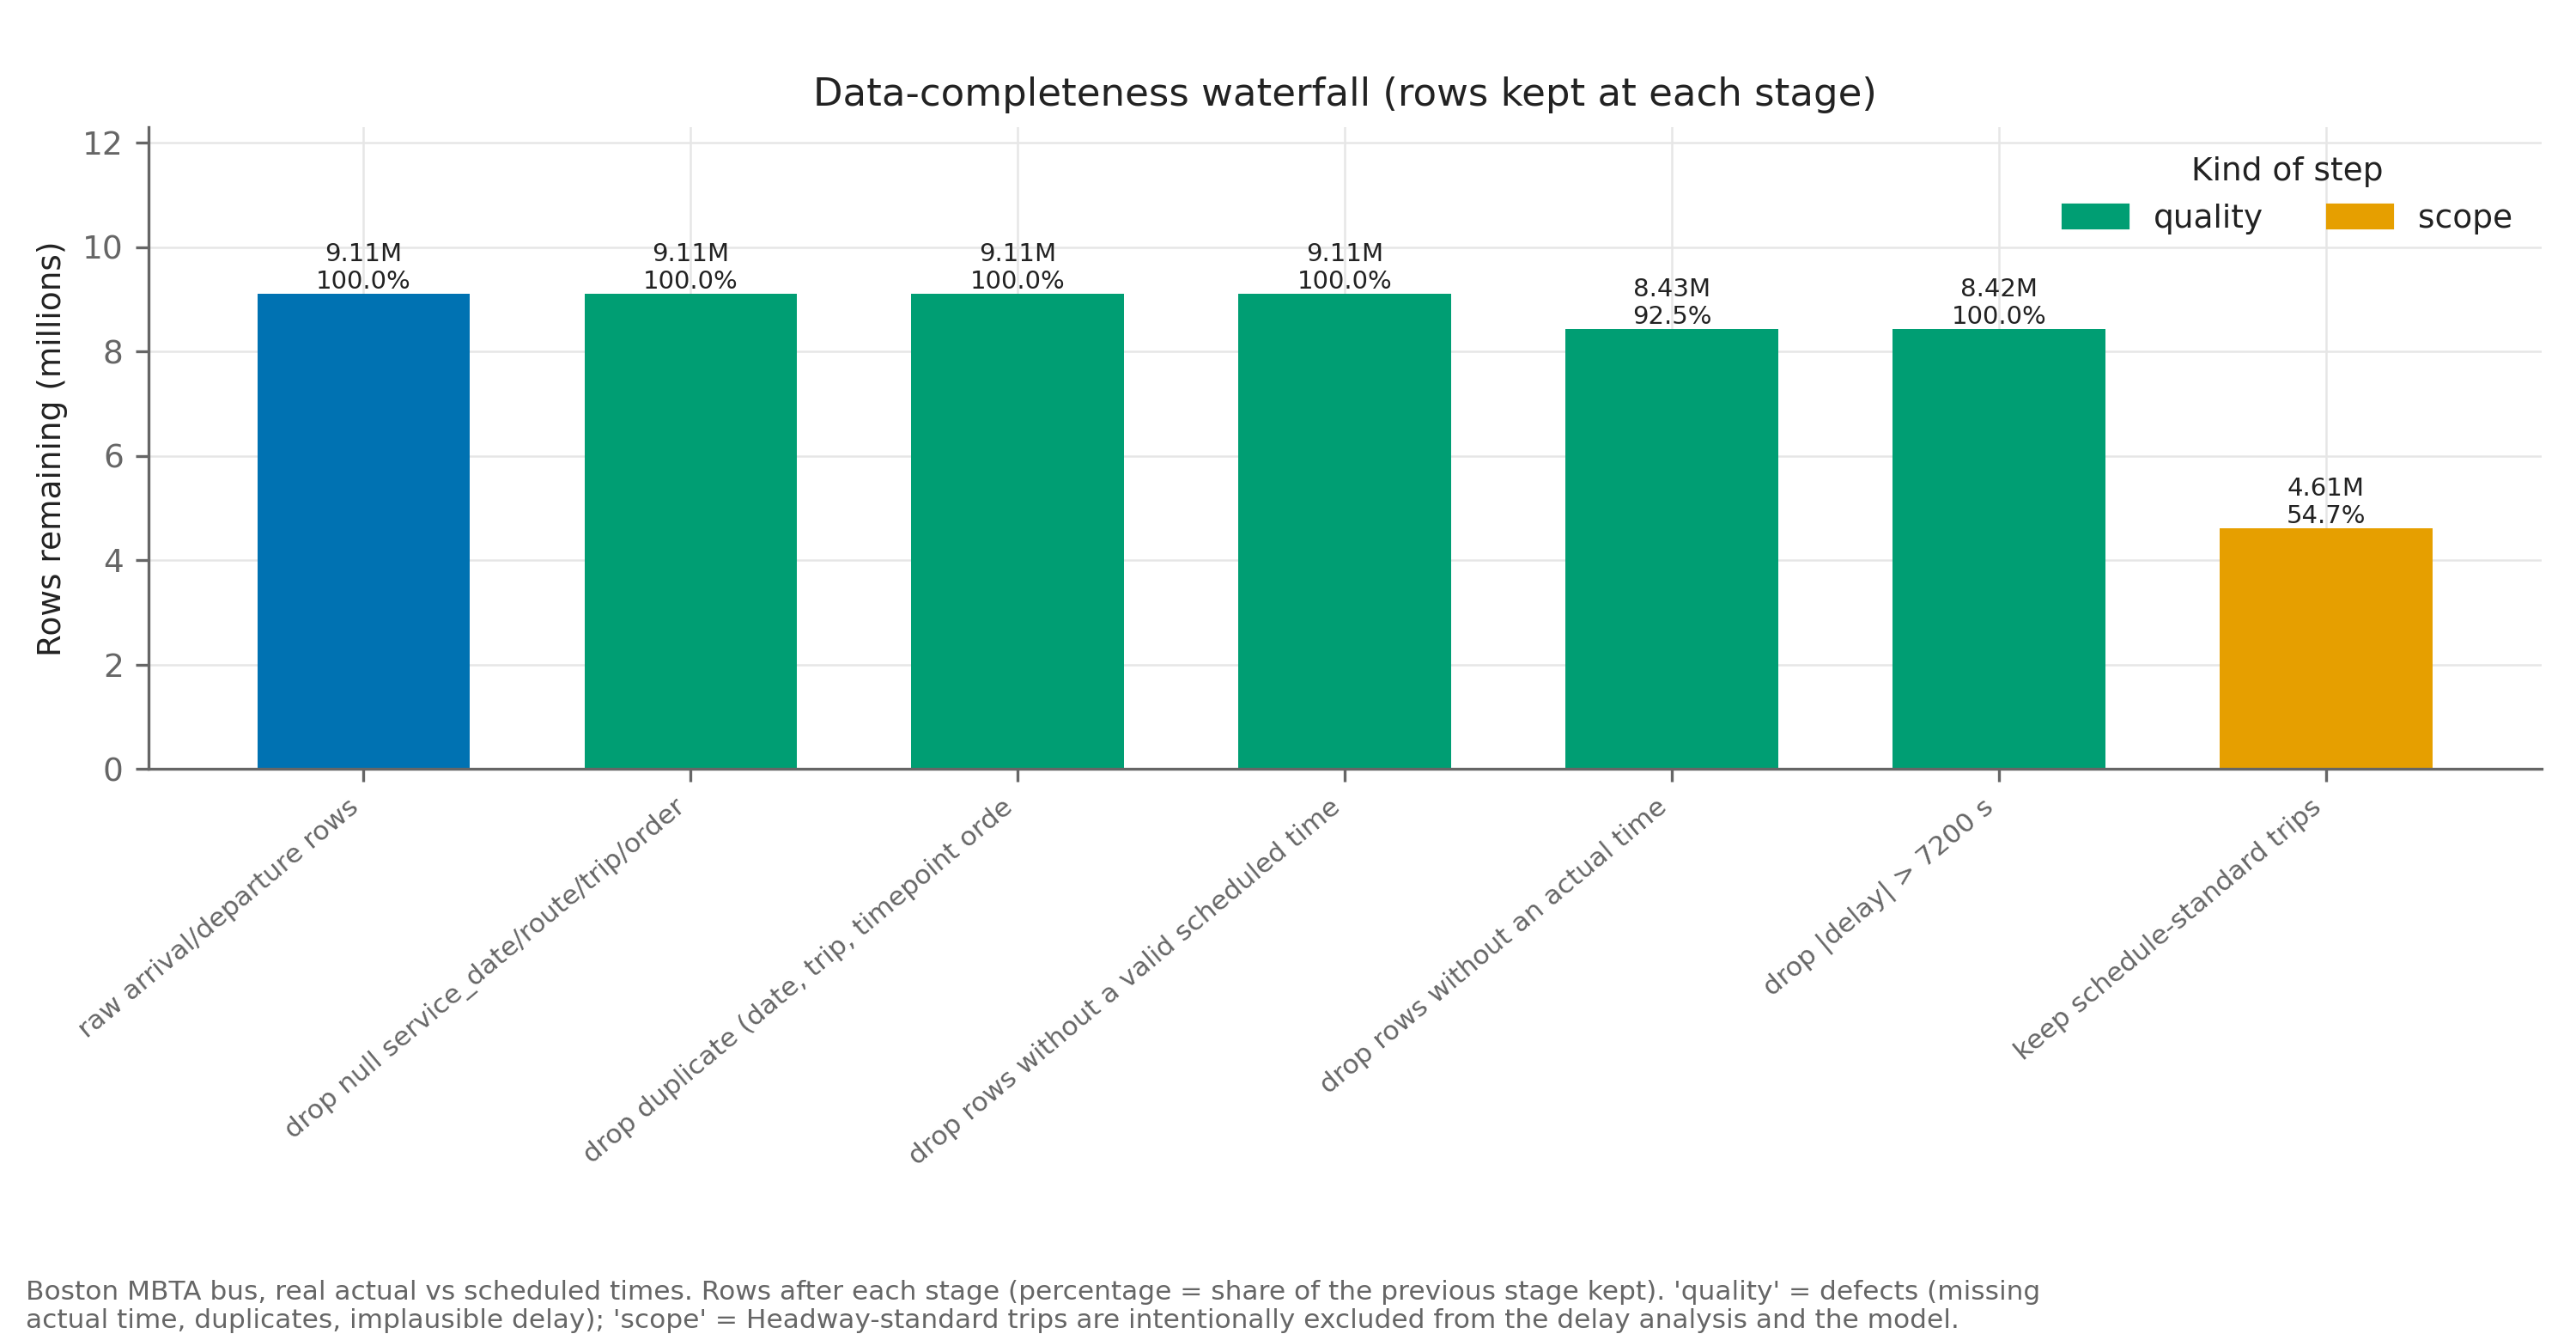 Data-completeness waterfall (rows kept at each stage)
Rows remaining (millions)
12
10
8
6
4
2
0
Kind of step
quality
scope
9.11M
100.0%
9.11M
100.0%
9.11M
100.0%
9.11M
100.0%
8.43M
92.5%
8.42M
100.0%
4.61M
54.7%
raw arrival/departure rows
drop null service_date/route/trip/order
drop duplicate (date, trip, timepoint orde
drop rows without a valid scheduled time
drop rows without an actual time
drop |delay| > 7200 s
keep schedule-standard trips
Boston MBTA bus, real actual vs scheduled times. Rows after each stage (percentage = share of the previous stage kept). 'quality' = defects (missing
actual time, duplicates, implausible delay); 'scope' = Headway-standard trips are intentionally excluded from the delay analysis and the model.